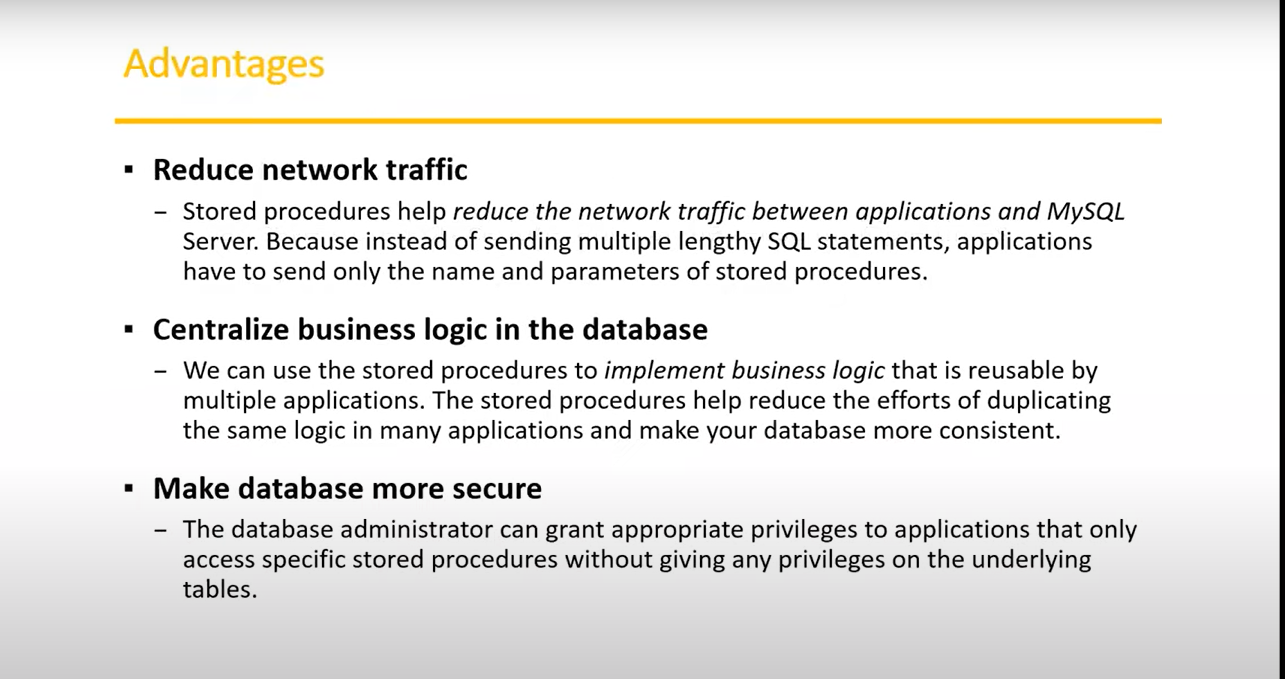 Advantages
▪ Reduce network traffic
– Stored procedures help reduce the network traffic between applications and MySQL
Server. Because instead of sending multiple lengthy SQL statements, applications
have to send only the name and parameters of stored procedures.
▪ Centralize business logic in the database
– We can use the stored procedures to implement business logic that is reusable by
multiple applications. The stored procedures help reduce the efforts of duplicating
the same logic in many applications and make your database more consistent.
▪ Make database more secure
– The database administrator can grant appropriate privileges to applications that only
access specific stored procedures without giving any privileges on the underlying
tables.